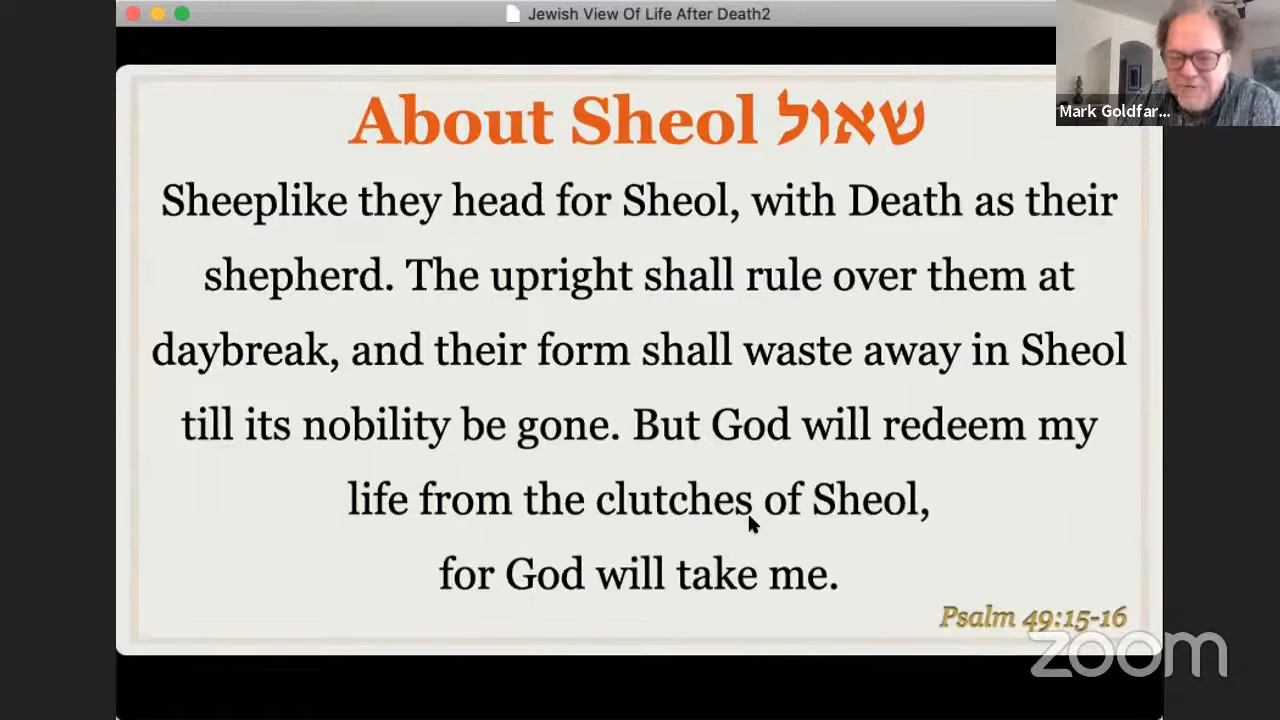 Jewish View Of Life After Death2
Mark Goldfar...
About Sheol שאול
Sheeplike they head for Sheol, with Death as their
shepherd. The upright shall rule over them at
daybreak, and their form shall waste away in Sheol
till its nobility be gone. But God will redeem my
life from the clutches of Sheol,
for God will take me.
Psalm 49:15-16
zoom